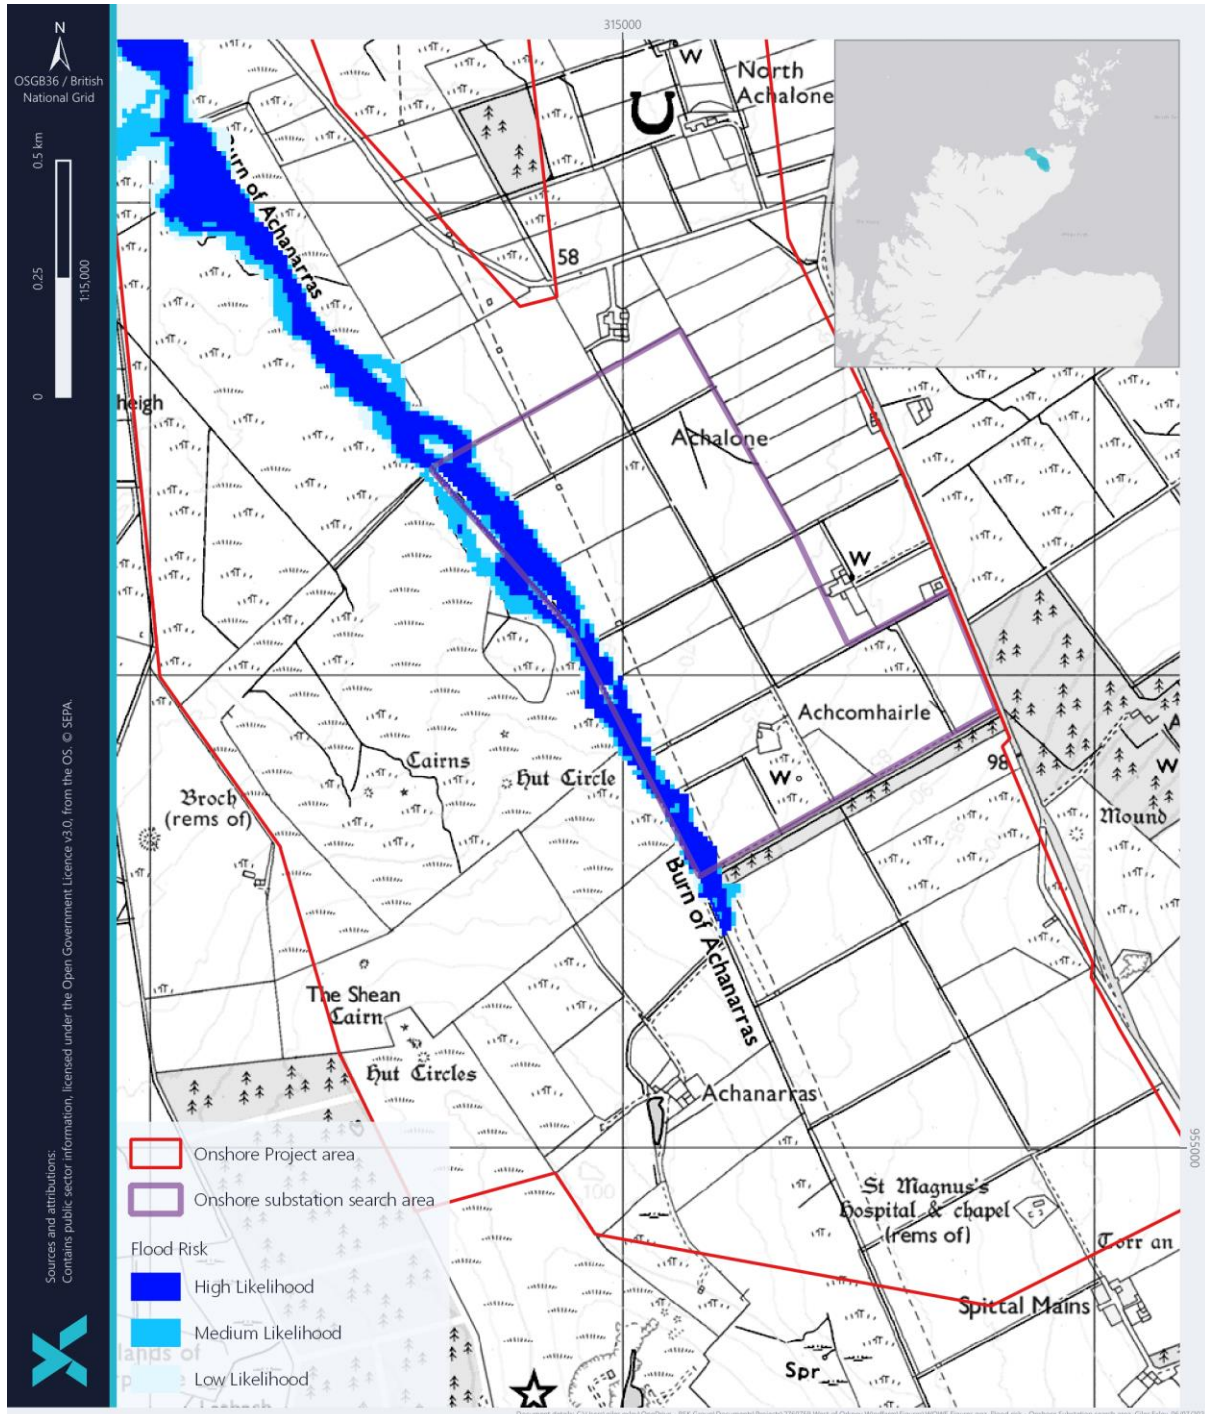 315000
N
OSGB36 / British
National Grid
0.5 km
0.25
0
1:15,000
W
North
Achalone
Burn of Achanarras
58
heigh
Achalone
W
Achcomhairle
W
98
W
Mound
Cairns
Hut Circle
Broch
(rems of)
Burn of Achanarras
The Shean
Cairn
Hut Circles
Achanarras
955000
St Magnus's
Hospital & chapel
(rems of)
Torr an
Spittal Mains
Spr
100
Onshore Project area
Onshore substation search area
Flood Risk
High Likelihood
Medium Likelihood
Low Likelihood
lands of
Sources and attributions:
Contains public sector information, licensed under the Open Government Licence v3.0, from the OS. © SEPA.